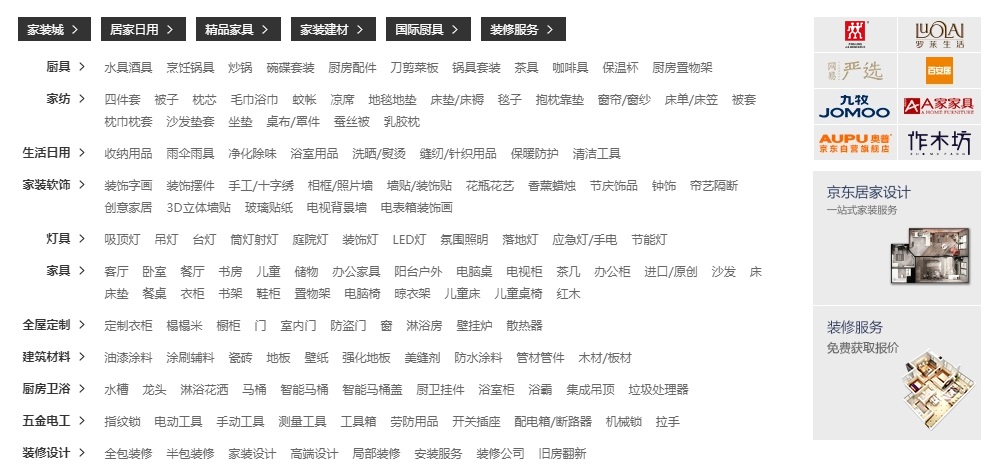 家装城 > 居家日用 > 精品家具 > 家装建材 > 国际厨具 > 装修服务 >
厨具 > 水具酒具 烹饪锅具 炒锅 碗碟套装 厨房配件 刀剪菜板 锅具套装 茶具 咖啡具 保温杯 厨房置物架
家纺 > 四件套 被子 枕芯 毛巾浴巾 蚊帐 凉席 地毯地垫 床垫/床褥 毯子 抱枕靠垫 窗帘/窗纱 床单/床笠 被套
枕巾枕套 沙发垫套 坐垫 桌布/罩件 蚕丝被 乳胶枕
生活日用 > 收纳用品 雨伞雨具 净化除味 浴室用品 洗晒/熨烫 缝纫/针织用品 保暖防护 清洁工具
家装软饰 > 装饰字画 装饰摆件 手工/十字绣 相框/照片墙 墙贴/装饰贴 花瓶花艺 香薰蜡烛 节庆饰品 钟饰 帘艺隔断
创意家居 3D立体墙贴 玻璃贴纸 电视背景墙 电表箱装饰画
灯具 > 吸顶灯 吊灯 台灯 筒灯射灯 庭院灯 装饰灯 LED灯 氛围照明 落地灯 应急灯/手电 节能灯
家具 > 客厅 卧室 餐厅 书房 儿童 储物 办公家具 阳台户外 电脑桌 电视柜 茶几 办公柜 进口/原创 沙发 床
床垫 餐桌 衣柜 书架 鞋柜 置物架 电脑椅 晾衣架 儿童床 儿童桌椅 红木
全屋定制 > 定制衣柜 榻榻米 橱柜 门 室内门 防盗门 窗 淋浴房 壁挂炉 散热器
建筑材料 > 油漆涂料 涂刷辅料 瓷砖 地板 壁纸 强化地板 美缝剂 防水涂料 管材管件 木材/板材
厨房卫浴 > 水槽 龙头 淋浴花洒 马桶 智能马桶 智能马桶盖 厨卫挂件 浴室柜 浴霸 集成吊顶 垃圾处理器
五金电工 > 指纹锁 电动工具 手动工具 测量工具 工具箱 劳防用品 开关插座 配电箱/断路器 机械锁 拉手
装修设计 > 全包装修 半包装修 家装设计 高端设计 局部装修 安装服务 装修公司 旧房翻新
LUOLAI
罗莱生活
网易严选
百安居
九牧
JOMOO
A家家具
A HOME FURNITURE
AUPU奥普
京东自营旗舰店
作木坊
京东居家设计
一站式家装服务
装修服务
免费获取报价